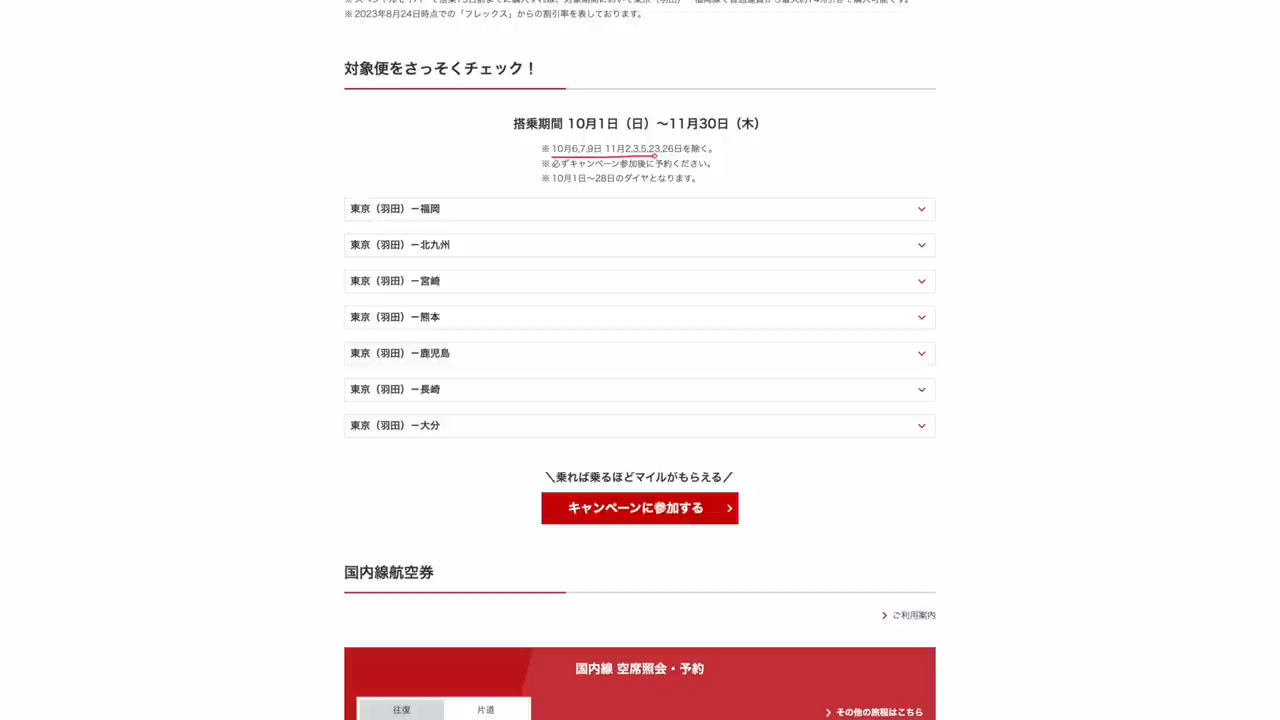 ※ 2023年8月24日時点での「フレックス」からの割引率を表しております。
対象便をさっそくチェック！
搭乗期間 10月1日（日）〜11月30日（木）
※ 10月6,7,9日 11月2,3,5,23,26日を除く。
※ 必ずキャンペーン参加後に予約ください。
※ 10月1日〜28日のダイヤとなります。
東京（羽田）－福岡
東京（羽田）－北九州
東京（羽田）－宮崎
東京（羽田）－熊本
東京（羽田）－鹿児島
東京（羽田）－長崎
東京（羽田）－大分
＼乗れば乗るほどマイルがもらえる／
キャンペーンに参加する
国内線航空券
ご利用案内
国内線 空席照会・予約
往復 片道
その他の旅程はこちら